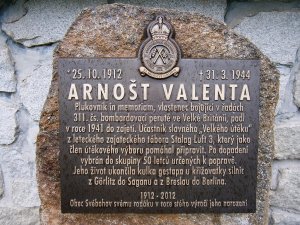 * 25. 10. 1912
+ 31. 3. 1944
ARNOŠT VALENTA
Plukovník in memoriam, vlastenec bojující v řadách
311. čs. bombardovací perutě ve Velké Británii, padl
v roce 1941 do zajetí. Účastník slavného „Velkého útěku"
z leteckého zajateckého tábora Stalag Luft 3, který jako
člen útěkového výboru pomáhal připravit. Po dopadení
vybrán do skupiny 50 letců určených k popravě.
Jeho život ukončila kulka gestapa u křižovatky silnic
z Görlitz do Saganu a z Breslau do Berlina.
1912 - 2012
Obec Svébohov svému rodáku v roce stého výročí jeho narození